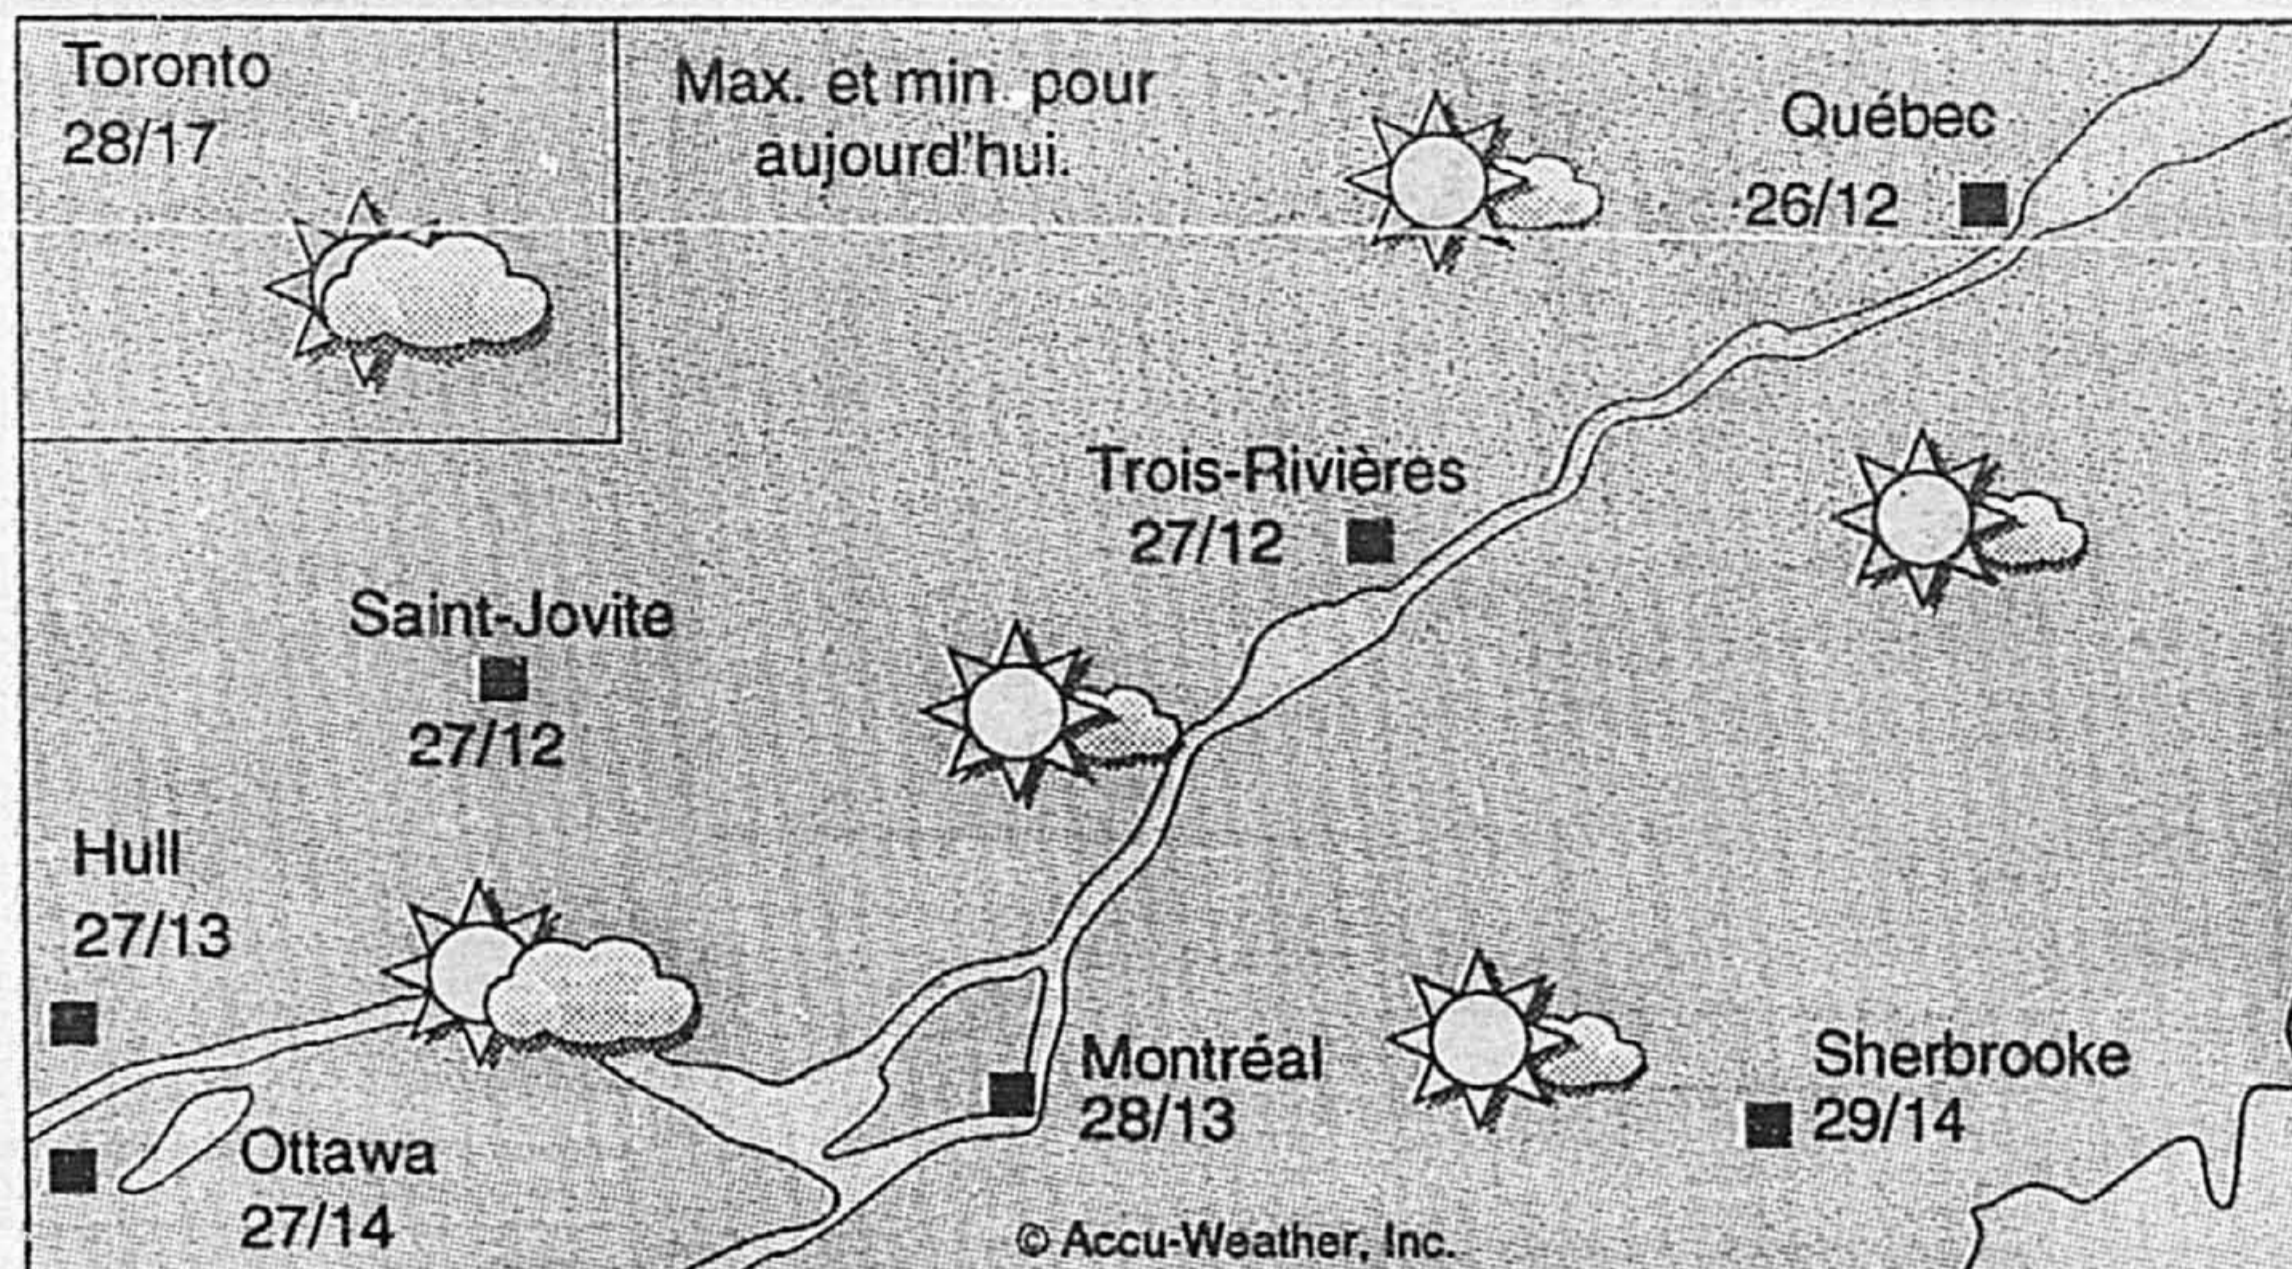 Toronto
28/17
Max. et min. pour
aujourd'hui.
Québec
26/12
Trois-Rivières
27/12
Saint-Jovite
27/12
Hull
27/13
Ottawa
27/14
Montréal
28/13
Sherbrooke
29/14
© Accu-Weather, Inc.